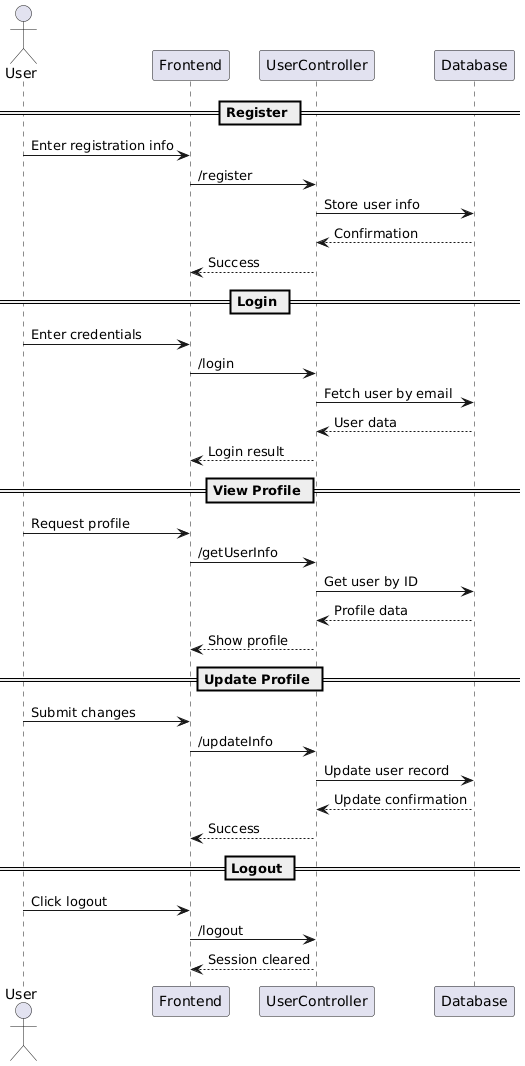 User
Frontend
UserController
Database
Register
Enter registration info
/register
Store user info
Confirmation
Success
Login
Enter credentials
/login
Fetch user by email
User data
Login result
View Profile
Request profile
/getUserInfo
Get user by ID
Profile data
Show profile
Update Profile
Submit changes
/updateInfo
Update user record
Update confirmation
Success
Logout
Click logout
/logout
Session cleared
User
Frontend
UserController
Database